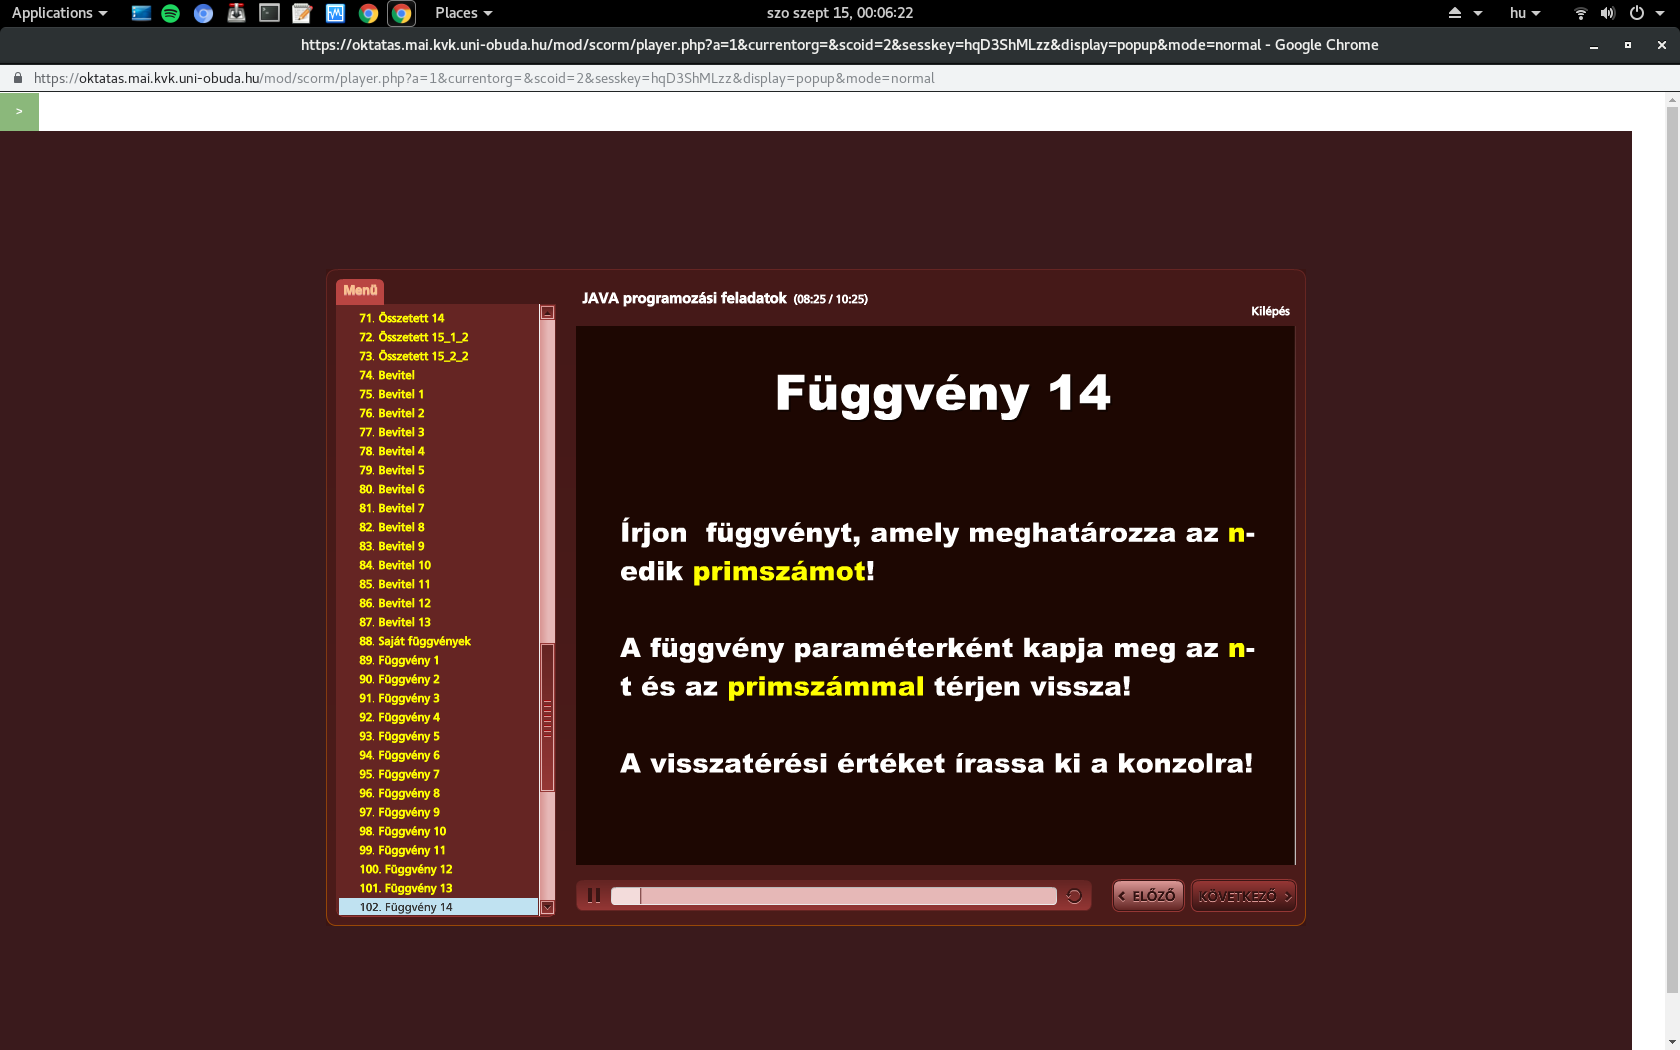 Applications
Places
szo szept 15, 00:06:22
hu
https://oktatas.mai.kvk.uni-obuda.hu/mod/scorm/player.php?a=1&currentorg=&scoid=2&sesskey=hqD3ShMLzz&display=popup&mode=normal - Google Chrome
https://oktatas.mai.kvk.uni-obuda.hu/mod/scorm/player.php?a=1&currentorg=&scoid=2&sesskey=hqD3ShMLzz&display=popup&mode=normal
>
Menü
71. Összetett 14
72. Összetett 15_1_2
73. Összetett 15_2_2
74. Bevitel
75. Bevitel 1
76. Bevitel 2
77. Bevitel 3
78. Bevitel 4
79. Bevitel 5
80. Bevitel 6
81. Bevitel 7
82. Bevitel 8
83. Bevitel 9
84. Bevitel 10
85. Bevitel 11
86. Bevitel 12
87. Bevitel 13
88. Saját függvények
89. Függvény 1
90. Függvény 2
91. Függvény 3
92. Függvény 4
93. Függvény 5
94. Függvény 6
95. Függvény 7
96. Függvény 8
97. Függvény 9
98. Függvény 10
99. Függvény 11
100. Függvény 12
101. Függvény 13
102. Függvény 14
JAVA programozási feladatok (08:25 / 10:25)
Kilépés
Függvény 14
Írjon függvényt, amely meghatározza az n-
edik primszámot!
A függvény paraméterként kapja meg az n-
t és az primszámmal térjen vissza!
A visszatérési értéket írassa ki a konzolra!
< ELŐZŐ
KÖVETKEZŐ >